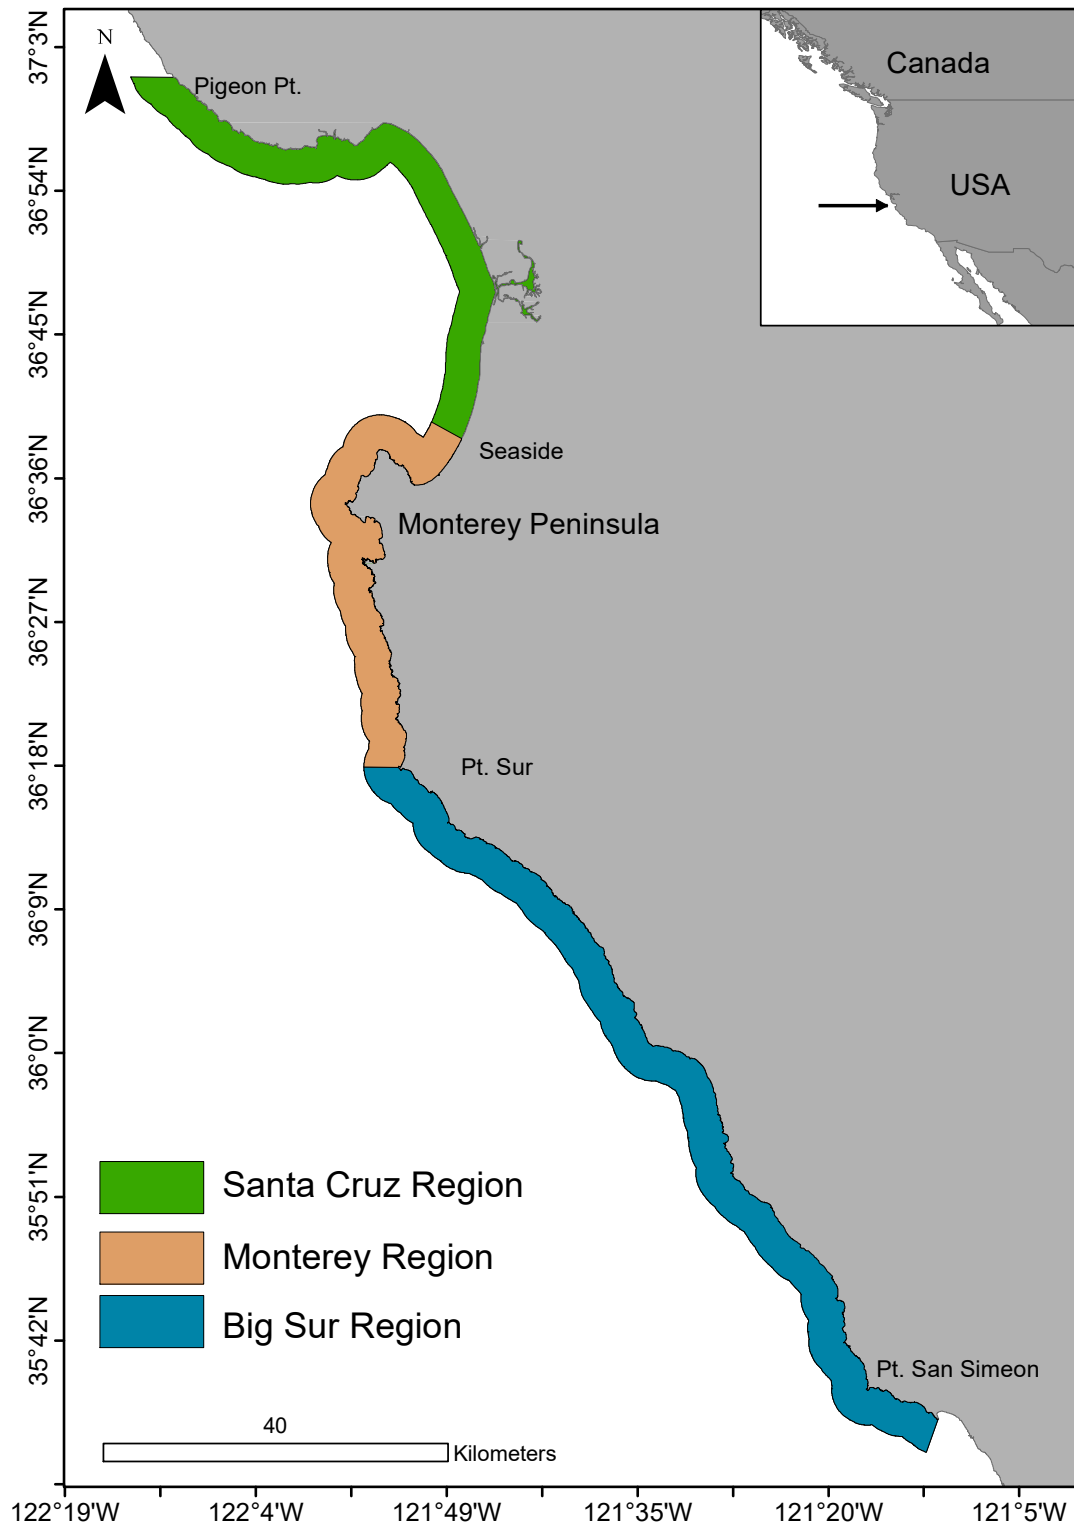 N
Pigeon Pt.
Canada
USA
Seaside
Monterey Peninsula
Pt. Sur
Pt. San Simeon
37°3'N
36°54'N
36°45'N
36°36'N
36°27'N
36°18'N
36°9'N
36°0'N
35°51'N
35°42'N
Santa Cruz Region
Monterey Region
Big Sur Region
40
Kilometers
122°19'W 122°4'W 121°49'W 121°35'W 121°20'W 121°5'W